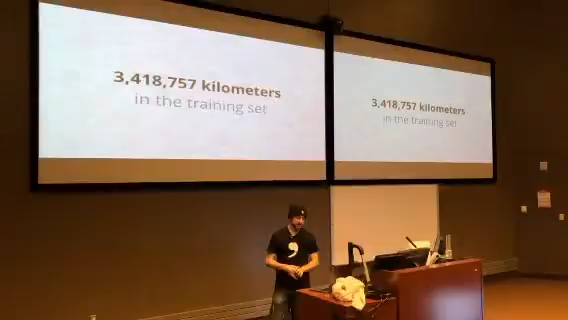 3,418,757 kilometers
in the training set
3,418,757 kilometers
in the training set